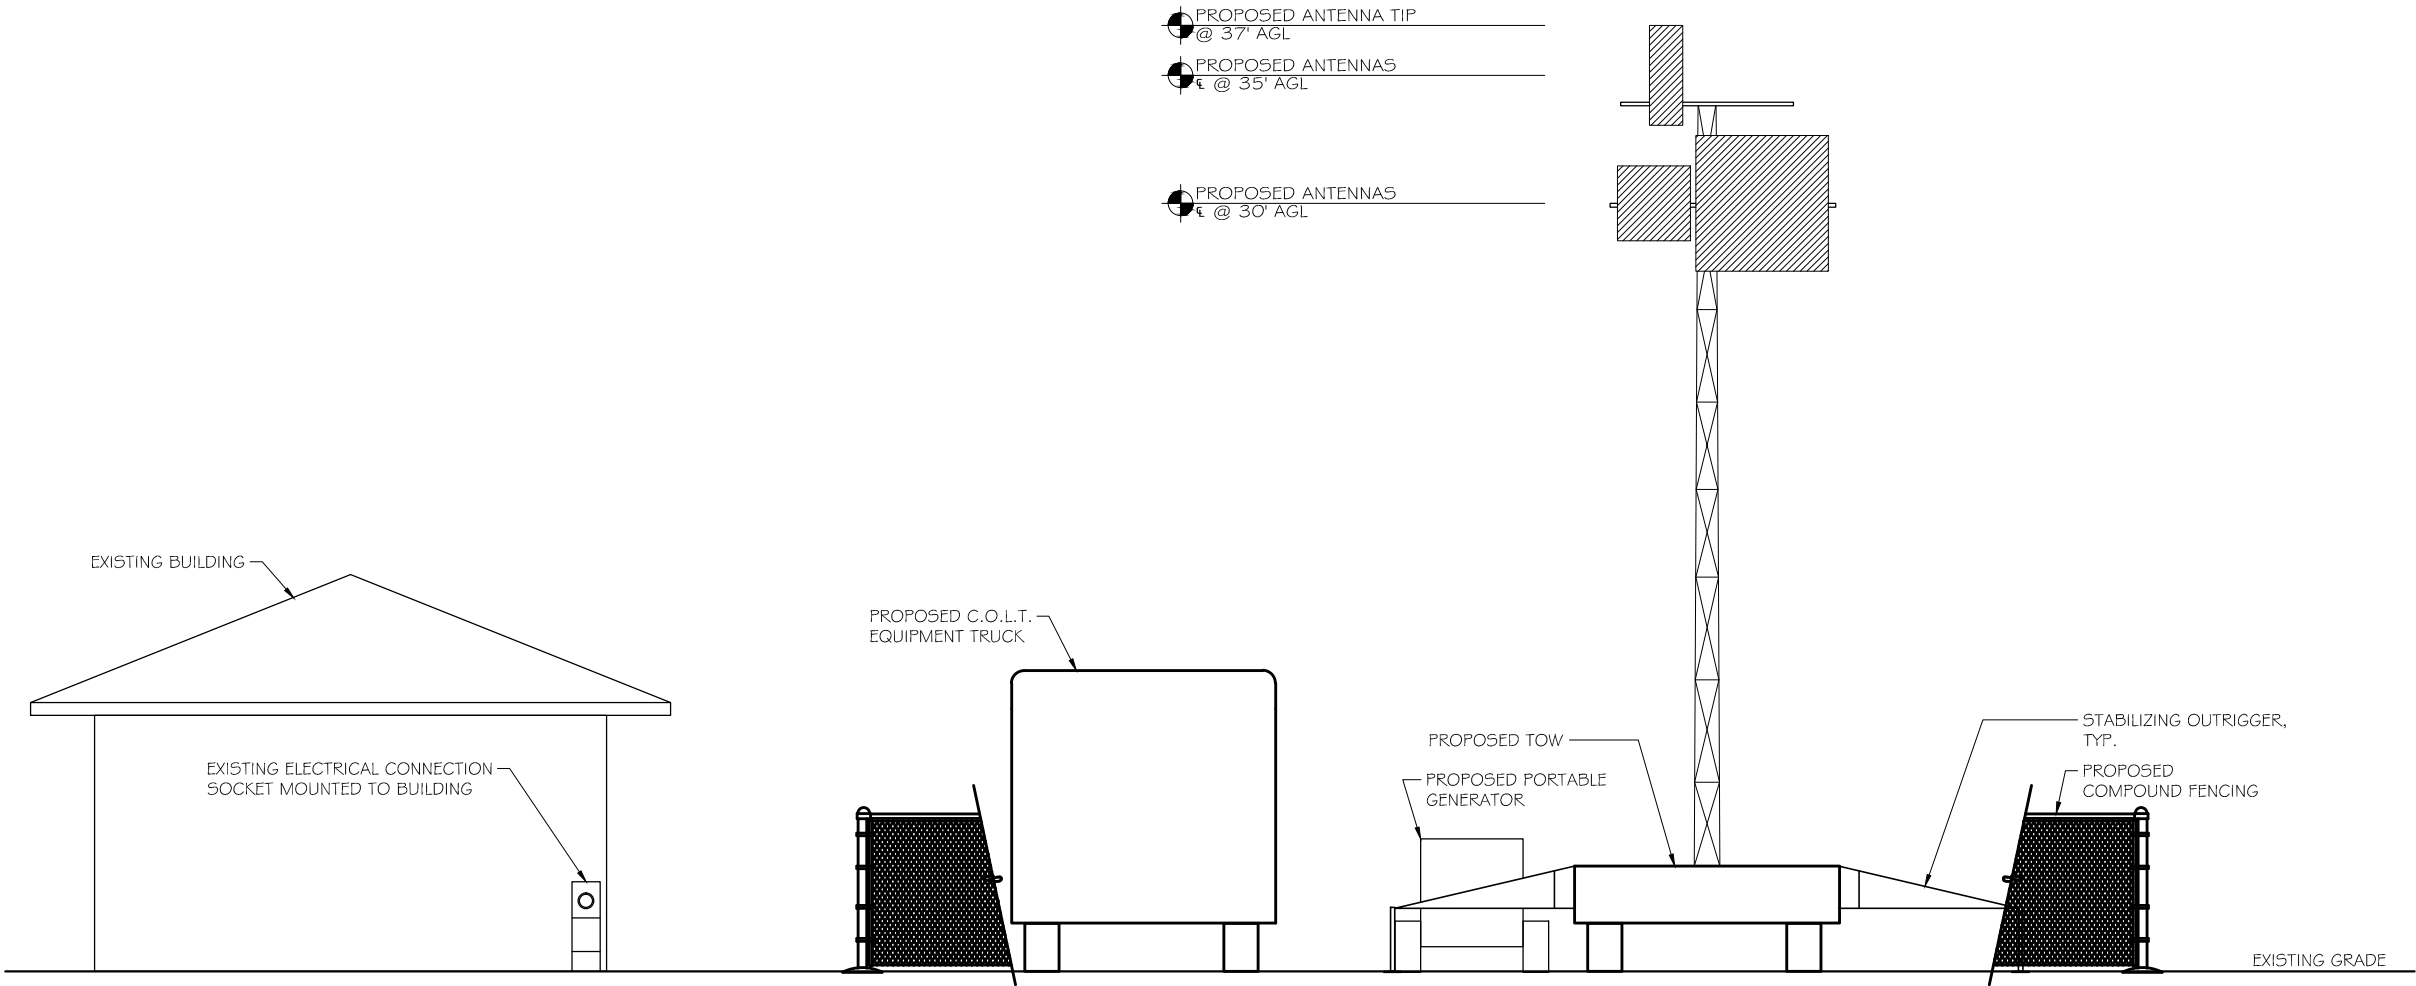 PROPOSED ANTENNA TIP
@ 37' AGL
PROPOSED ANTENNAS
℄ @ 35' AGL
PROPOSED ANTENNAS
℄ @ 30' AGL
EXISTING BUILDING
PROPOSED C.O.L.T.
EQUIPMENT TRUCK
EXISTING ELECTRICAL CONNECTION
SOCKET MOUNTED TO BUILDING
PROPOSED TOW
PROPOSED PORTABLE
GENERATOR
STABILIZING OUTRIGGER,
TYP.
PROPOSED
COMPOUND FENCING
EXISTING GRADE